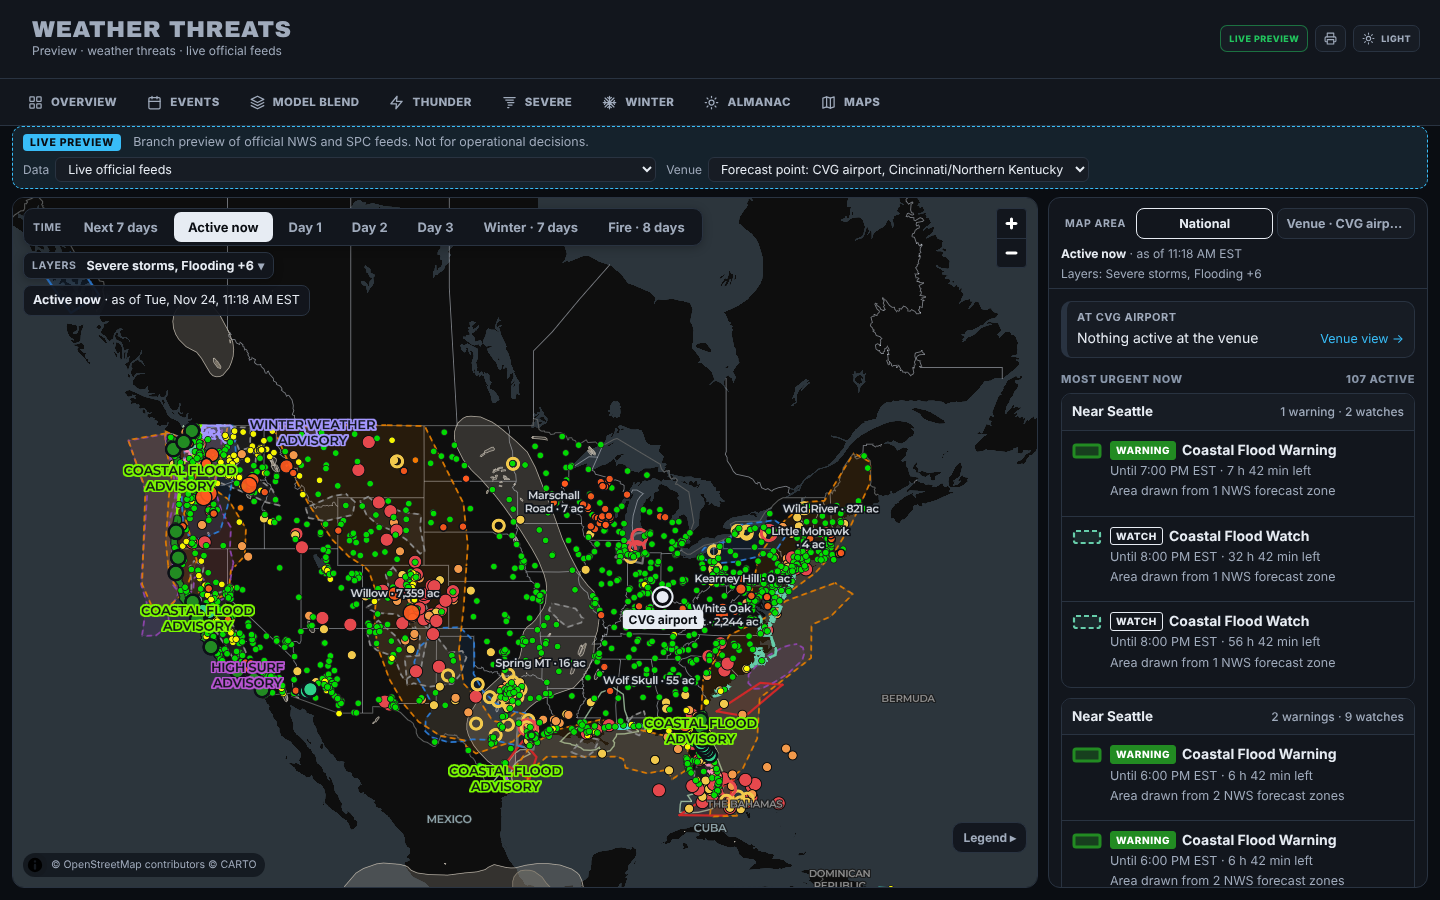 WEATHER THREATS
Preview · weather threats · live official feeds
LIVE PREVIEW
LIGHT
OVERVIEW
EVENTS
MODEL BLEND
THUNDER
SEVERE
WINTER
ALMANAC
MAPS
LIVE PREVIEW Branch preview of official NWS and SPC feeds. Not for operational decisions.
Data Live official feeds Venue Forecast point: CVG airport, Cincinnati/Northern Kentucky
TIME Next 7 days Active now Day 1 Day 2 Day 3 Winter · 7 days Fire · 8 days
LAYERS Severe storms, Flooding +6 ▾
Active now · as of Tue, Nov 24, 11:18 AM EST
+
−
WINTER WEATHER
ADVISORY
COASTAL FLOOD
ADVISORY
Marschall
Road · 7 ac
Wild River · 821 ac
Little Mohawk
· 4 ac
Kearney Hill · 0 ac
Willow · 7,359 ac
White Oak
· 2,244 ac
CVG airport
COASTAL FLOOD
ADVISORY
HIGH SURF
ADVISORY
Spring MT · 16 ac
Wolf Skull · 55 ac
BERMUDA
COASTAL FLOOD
ADVISORY
COASTAL FLOOD
ADVISORY
THE BAHAMAS
MEXICO
CUBA
DOMINICAN
REPUBLIC
Legend ▸
© OpenStreetMap contributors © CARTO
MAP AREA National Venue · CVG airp...
Active now · as of 11:18 AM EST
Layers: Severe storms, Flooding +6
AT CVG AIRPORT
Nothing active at the venue Venue view →
MOST URGENT NOW 107 ACTIVE
Near Seattle 1 warning · 2 watches
WARNING Coastal Flood Warning
Until 7:00 PM EST · 7 h 42 min left
Area drawn from 1 NWS forecast zone
WATCH Coastal Flood Watch
Until 8:00 PM EST · 32 h 42 min left
Area drawn from 1 NWS forecast zone
WATCH Coastal Flood Watch
Until 8:00 PM EST · 56 h 42 min left
Area drawn from 1 NWS forecast zone
Near Seattle 2 warnings · 9 watches
WARNING Coastal Flood Warning
Until 6:00 PM EST · 6 h 42 min left
Area drawn from 2 NWS forecast zones
WARNING Coastal Flood Warning
Until 6:00 PM EST · 6 h 42 min left
Area drawn from 2 NWS forecast zones